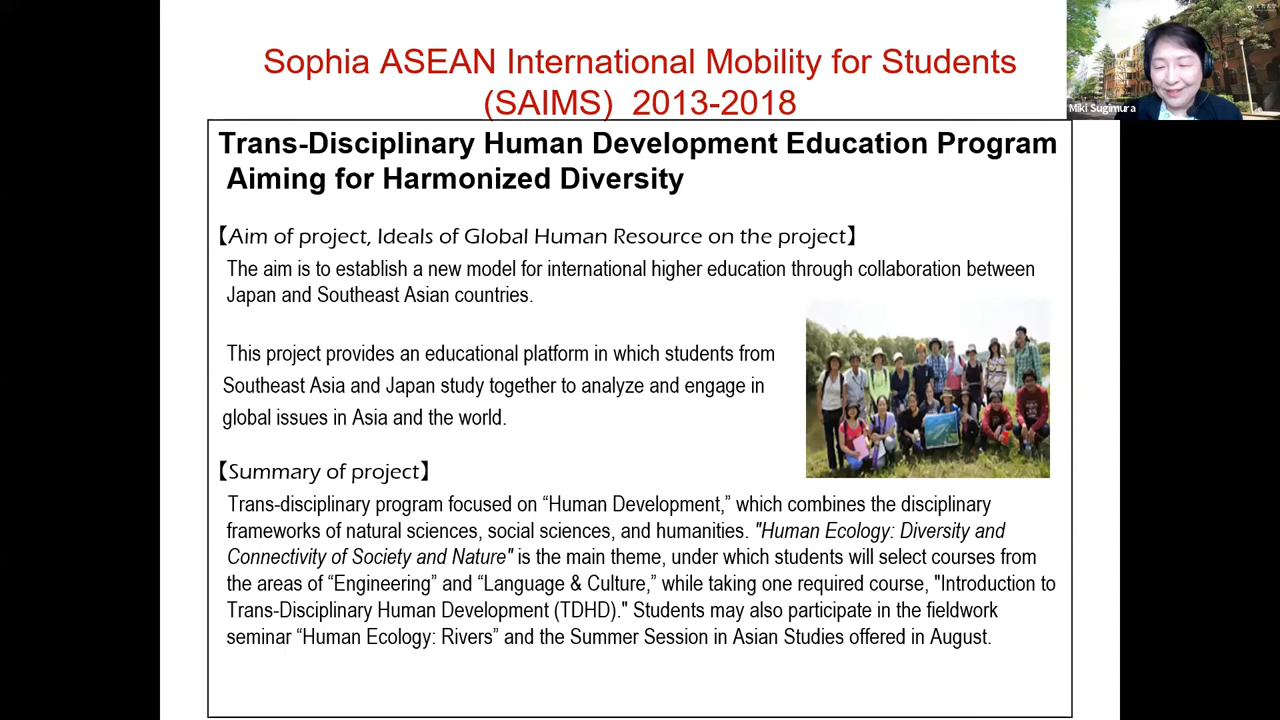 Sophia ASEAN International Mobility for Students
(SAIMS) 2013-2018
Miki Sugimura
Trans-Disciplinary Human Development Education Program
Aiming for Harmonized Diversity
【Aim of project, Ideals of Global Human Resource on the project】
The aim is to establish a new model for international higher education through collaboration between
Japan and Southeast Asian countries.
This project provides an educational platform in which students from
Southeast Asia and Japan study together to analyze and engage in
global issues in Asia and the world.
【Summary of project】
Trans-disciplinary program focused on “Human Development,” which combines the disciplinary
frameworks of natural sciences, social sciences, and humanities. "Human Ecology: Diversity and
Connectivity of Society and Nature" is the main theme, under which students will select courses from
the areas of “Engineering” and “Language & Culture,” while taking one required course, "Introduction to
Trans-Disciplinary Human Development (TDHD)." Students may also participate in the fieldwork
seminar “Human Ecology: Rivers” and the Summer Session in Asian Studies offered in August.